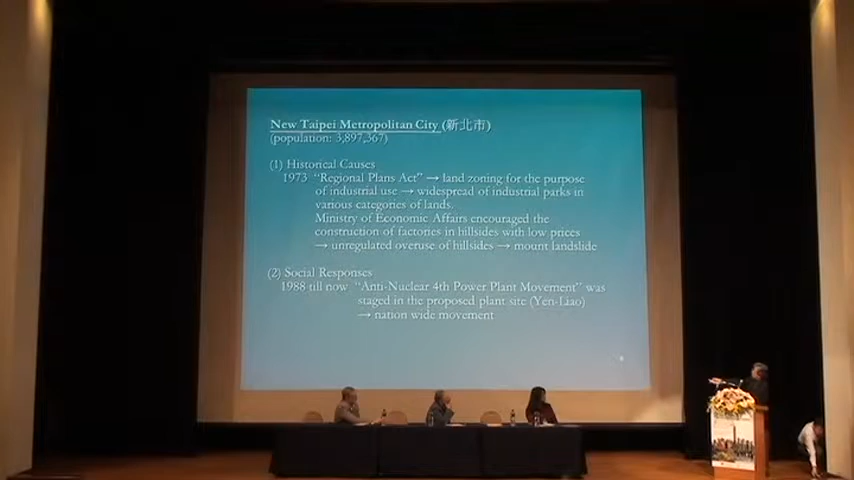 New Taipei Metropolitan City (新北市)
(population: 3,897,367)
(1) Historical Causes
1973 “Regional Plans Act” → land zoning for the purpose
of industrial use → widespread of industrial parks in
various categories of lands.
Ministry of Economic Affairs encouraged the
construction of factories in hillsides with low prices
→ unregulated overuse of hillsides → mount landslide
(2) Social Responses
1988 till now “Anti-Nuclear 4th Power Plant Movement” was
staged in the proposed plant site (Yen-Liao)
→ nation wide movement